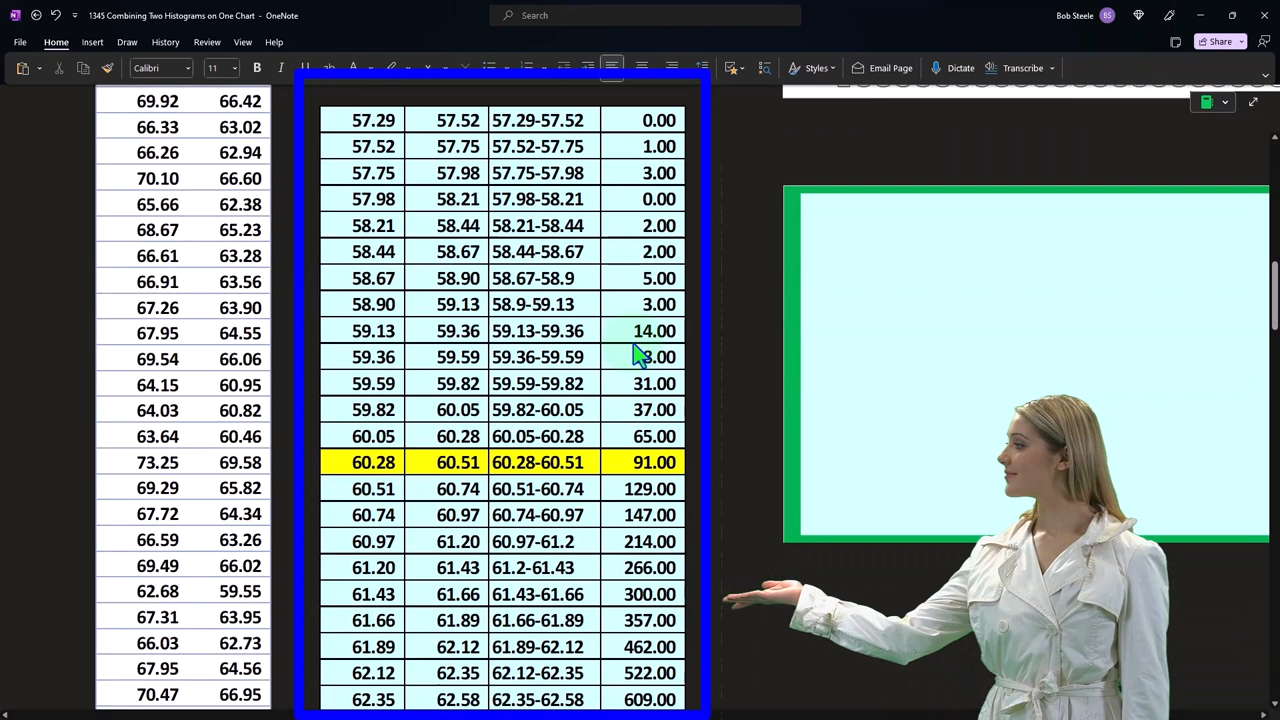 1345 Combining Two Histograms on One Chart - OneNote
Search
Bob Steele BS
File Home Insert Draw History Review View Help
Share
Calibri 11 B I U ab
Styles Email Page Dictate Transcribe
69.92 66.42
66.33 63.02
66.26 62.94
70.10 66.60
65.66 62.38
68.67 65.23
66.61 63.28
66.91 63.56
67.26 63.90
67.95 64.55
69.54 66.06
64.15 60.95
64.03 60.82
63.64 60.46
73.25 69.58
69.29 65.82
67.72 64.34
66.59 63.26
69.49 66.02
62.68 59.55
67.31 63.95
66.03 62.73
67.95 64.56
70.47 66.95
57.29 57.52 57.29-57.52 0.00
57.52 57.75 57.52-57.75 1.00
57.75 57.98 57.75-57.98 3.00
57.98 58.21 57.98-58.21 0.00
58.21 58.44 58.21-58.44 2.00
58.44 58.67 58.44-58.67 2.00
58.67 58.90 58.67-58.9 5.00
58.90 59.13 58.9-59.13 3.00
59.13 59.36 59.13-59.36 14.00
59.36 59.59 59.36-59.59
59.59 59.82 59.59-59.82 31.00
59.82 60.05 59.82-60.05 37.00
60.05 60.28 60.05-60.28 65.00
60.28 60.51 60.28-60.51 91.00
60.51 60.74 60.51-60.74 129.00
60.74 60.97 60.74-60.97 147.00
60.97 61.20 60.97-61.2 214.00
61.20 61.43 61.2-61.43 266.00
61.43 61.66 61.43-61.66 300.00
61.66 61.89 61.66-61.89 357.00
61.89 62.12 61.89-62.12 462.00
62.12 62.35 62.12-62.35 522.00
62.35 62.58 62.35-62.58 609.00